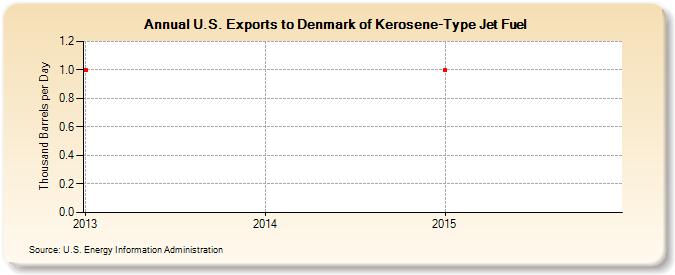 Annual U.S. Exports to Denmark of Kerosene-Type Jet Fuel
Thousand Barrels per Day
1.2
1.0
0.8
0.6
0.4
0.2
0.0
2013 2014 2015
Source: U.S. Energy Information Administration